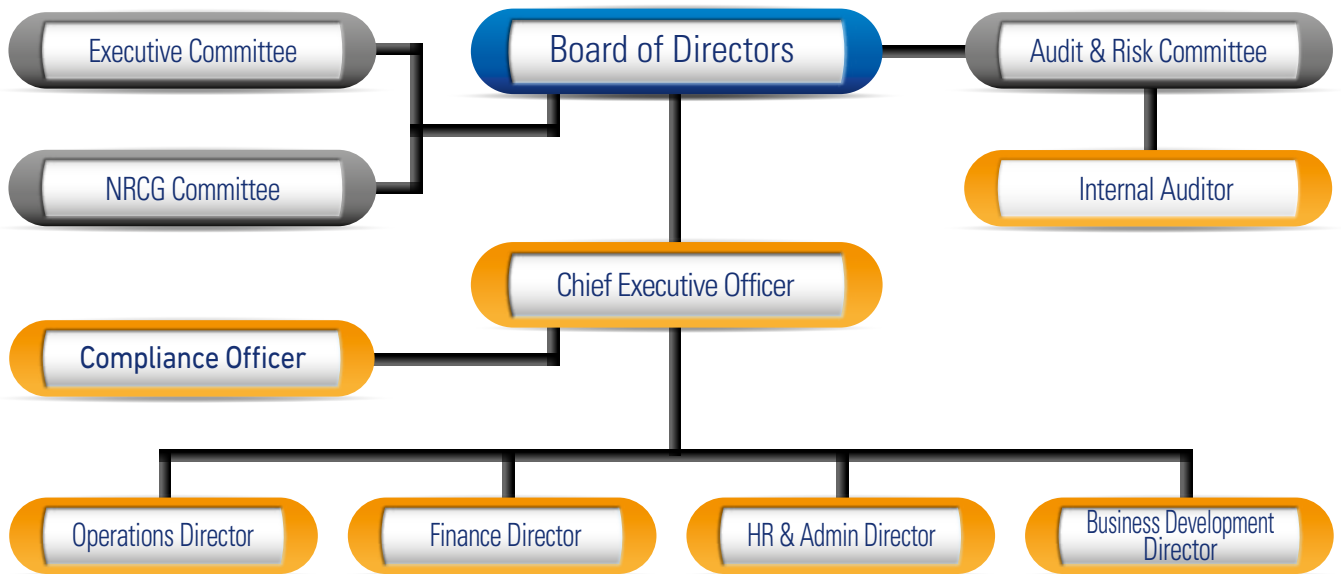 Executive Committee
Board of Directors
Audit & Risk Committee
NRCG Committee
Internal Auditor
Chief Executive Officer
Compliance Officer
Operations Director
Finance Director
HR & Admin Director
Business Development
Director